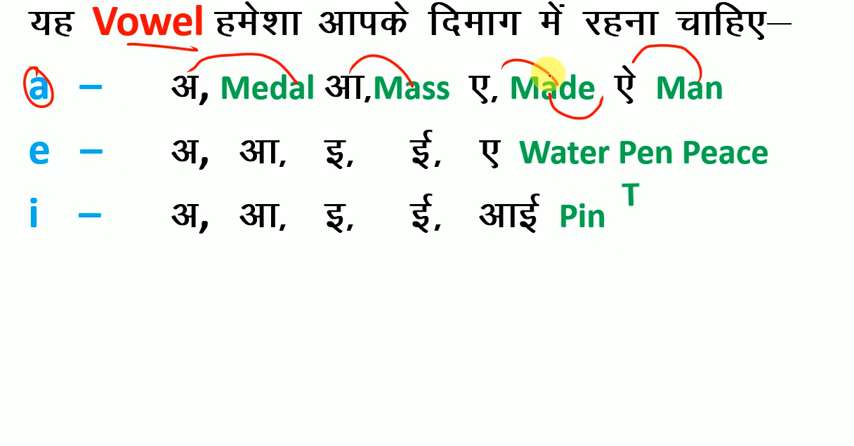 यह Vowel हमेशा आपके दिमाग में रहना चाहिए–
a – अ, Medal आ,Mass ए, Made ऐ Man
e – अ, आ, इ, ई, ए Water Pen Peace
i – अ, आ, इ, ई, आई Pin T